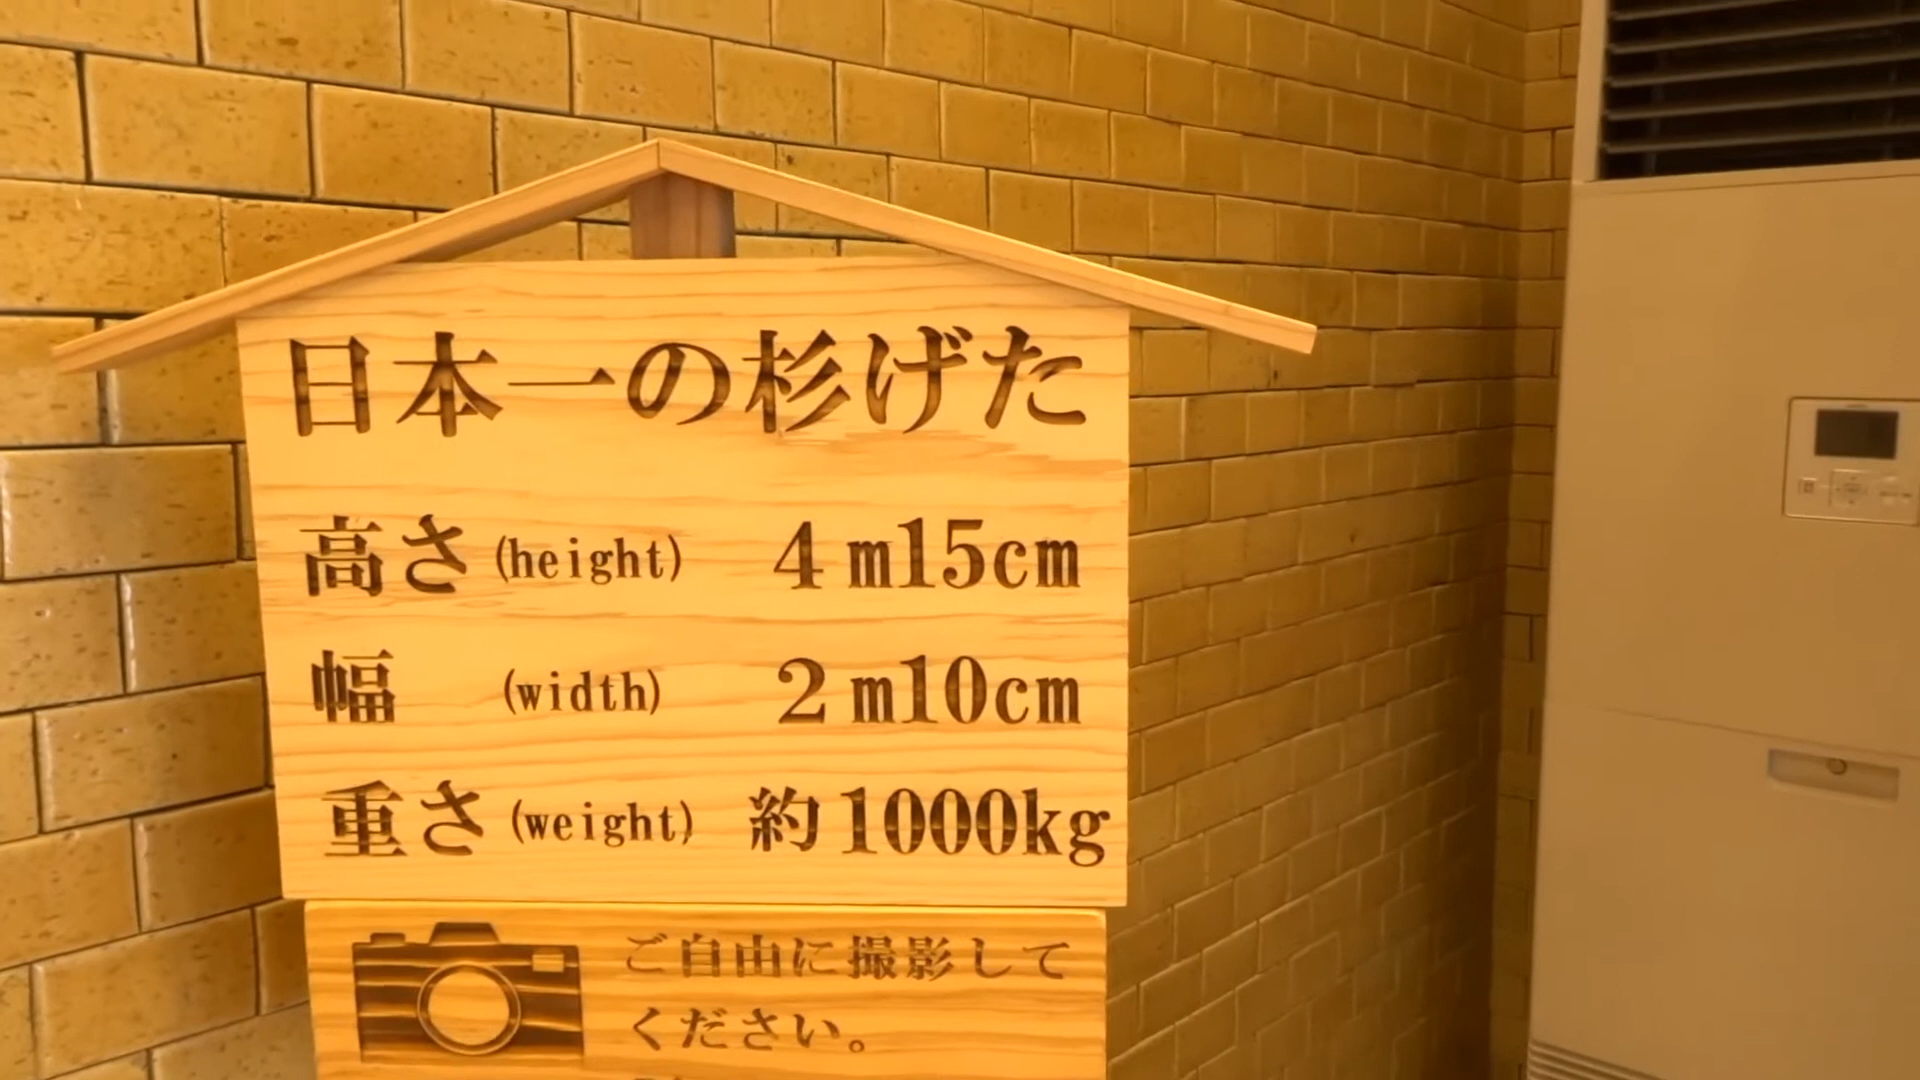 日本一の杉げた
高さ (height) 4m15cm
幅 (width) 2m10cm
重さ (weight) 約1000kg
ご自由に撮影して
ください。